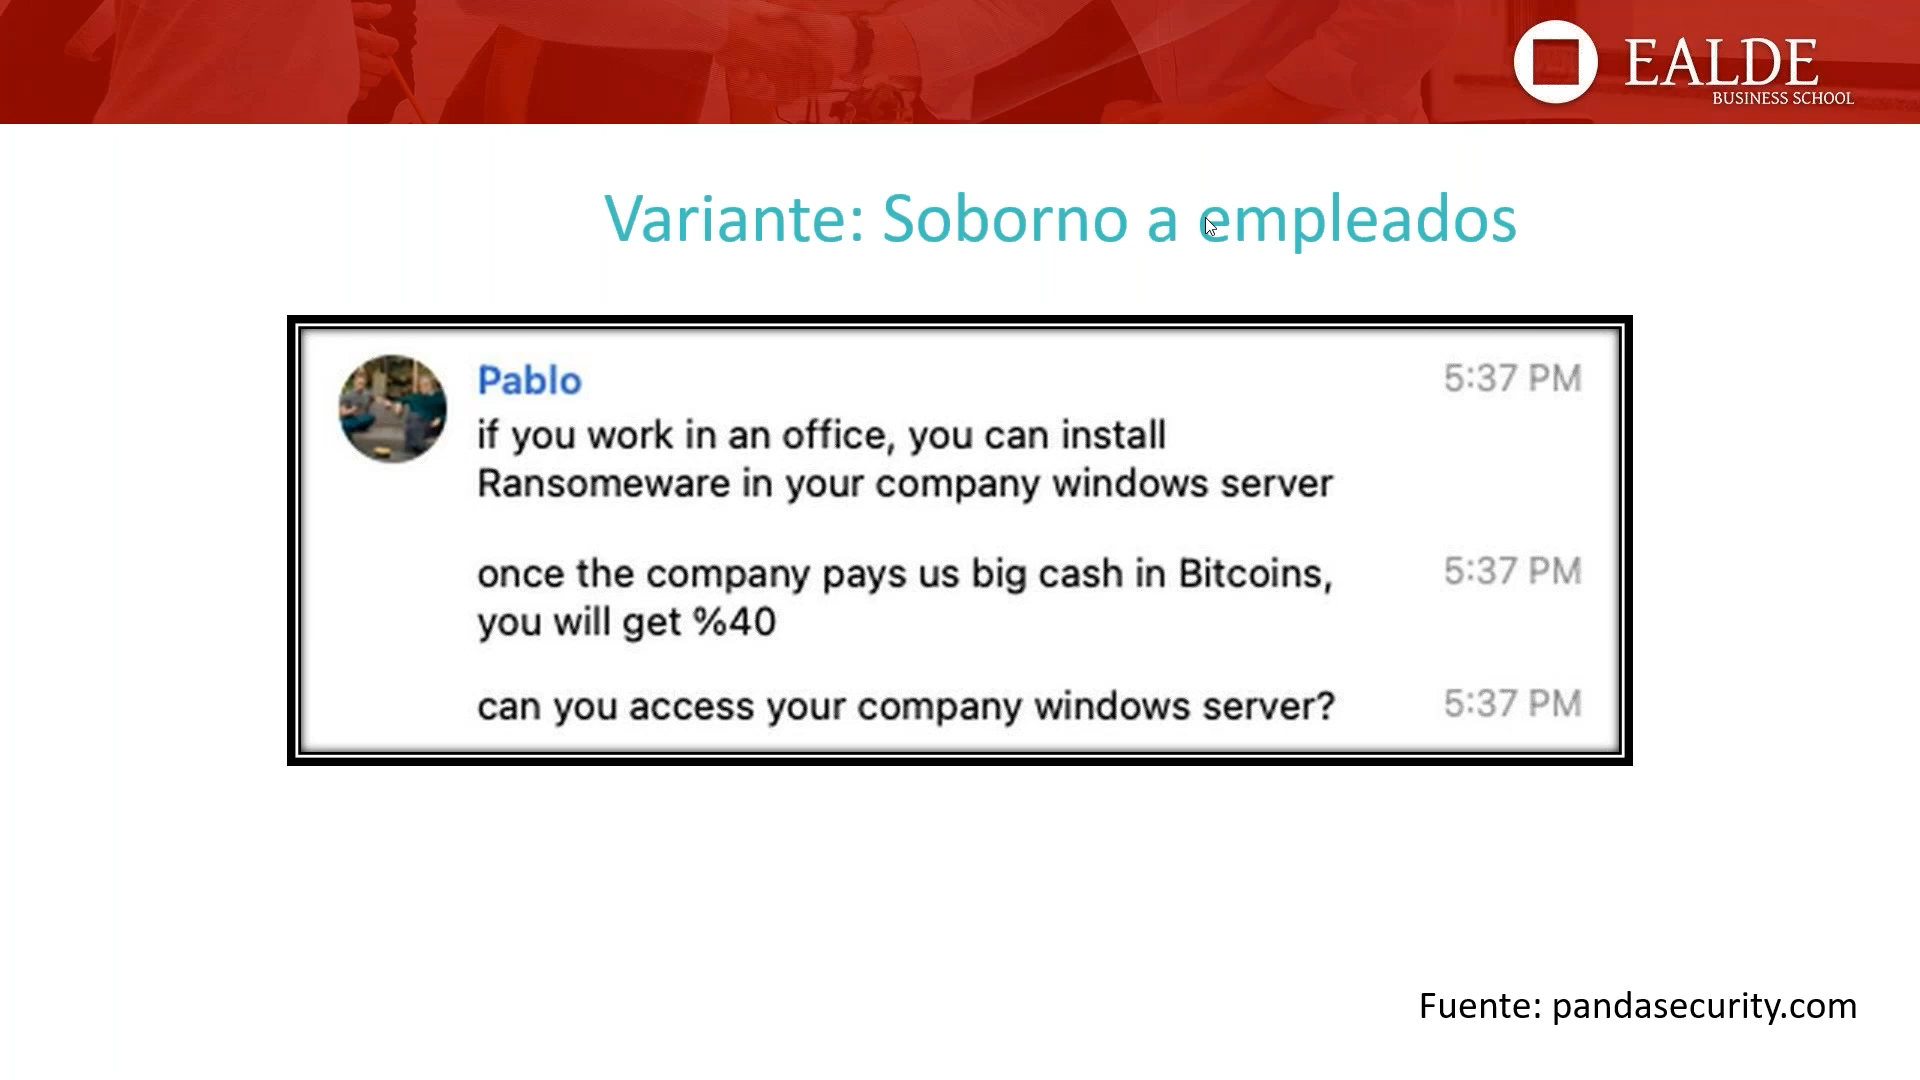 EALDE
BUSINESS SCHOOL
Variante: Soborno a empleados
Pablo
5:37 PM
if you work in an office, you can install
Ransomeware in your company windows server
once the company pays us big cash in Bitcoins,
5:37 PM
you will get %40
can you access your company windows server?
5:37 PM
Fuente: pandasecurity.com